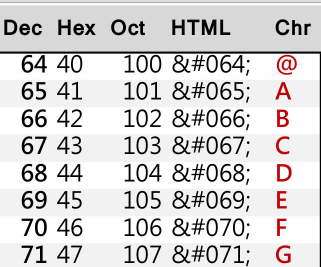 Dec Hex Oct HTML Chr
64 40 100 &#064; @
65 41 101 &#065; A
66 42 102 &#066; B
67 43 103 &#067; C
68 44 104 &#068; D
69 45 105 &#069; E
70 46 106 &#070; F
71 47 107 &#071; G